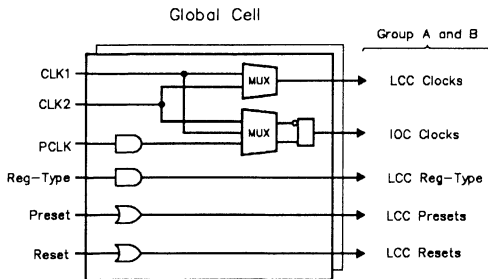 Global Cell
Group A and B
CLK1
MUX
LCC Clocks
CLK2
MUX
IOC Clocks
PCLK
Reg-Type
LCC Reg-Type
Preset
LCC Presets
Reset
LCC Resets